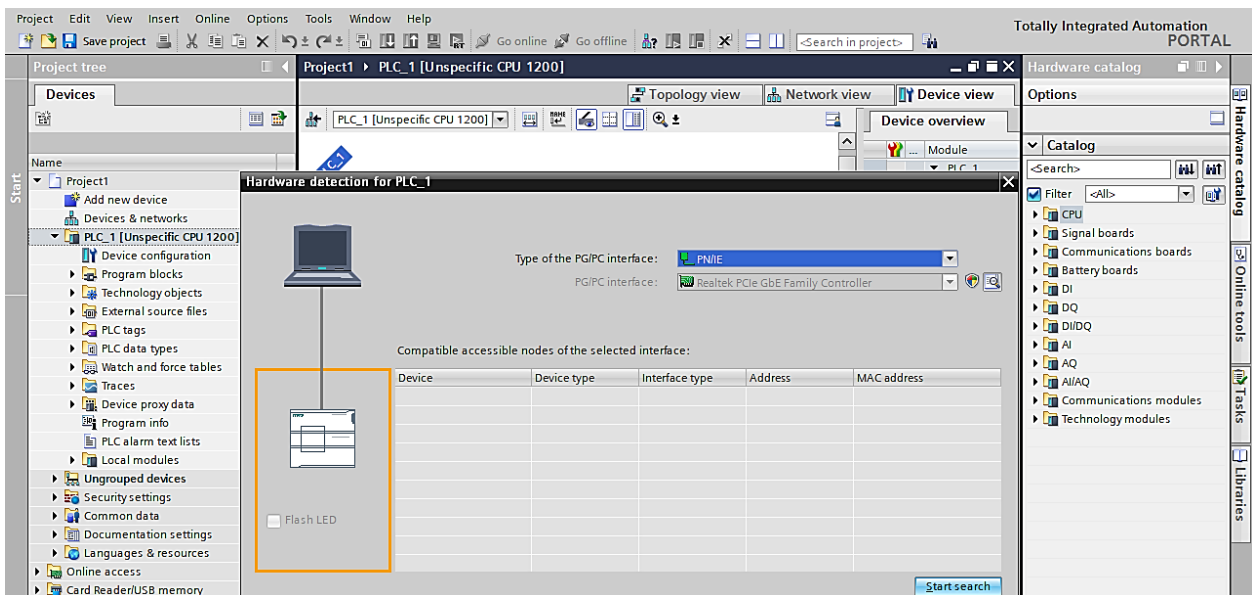 Project Edit View Insert Online Options Tools Window Help
Totally Integrated Automation
PORTAL
Save project
Go online
Go offline
<Search in project>
Project tree
Project1 PLC_1 [Unspecific CPU 1200]
Hardware catalog
Devices
Topology view
Network view
Device view
Options
PLC_1 [Unspecific CPU 1200]
Device overview
Name
... Module
PLC_1
PLC_1
Catalog
<Search>
Filter <All>
Start
Project1
Add new device
Devices & networks
PLC_1 [Unspecific CPU 1200]
Device configuration
Program blocks
Technology objects
External source files
PLC tags
PLC data types
Watch and force tables
Traces
Device proxy data
Program info
PLC alarm text lists
Local modules
Ungrouped devices
Security settings
Common data
Documentation settings
Languages & resources
Online access
Card Reader/USB memory
Hardware detection for PLC_1
Type of the PG/PC interface: PN/IE
PG/PC interface: Realtek PCIe GbE Family Controller
Compatible accessible nodes of the selected interface:
Device Device type Interface type Address MAC address
Flash LED
Start search
CPU
Signal boards
Communications boards
Battery boards
DI
DQ
DI/DQ
AI
AQ
AI/AQ
Communications modules
Technology modules
Hardware catalog
Online tools
Tasks
Libraries